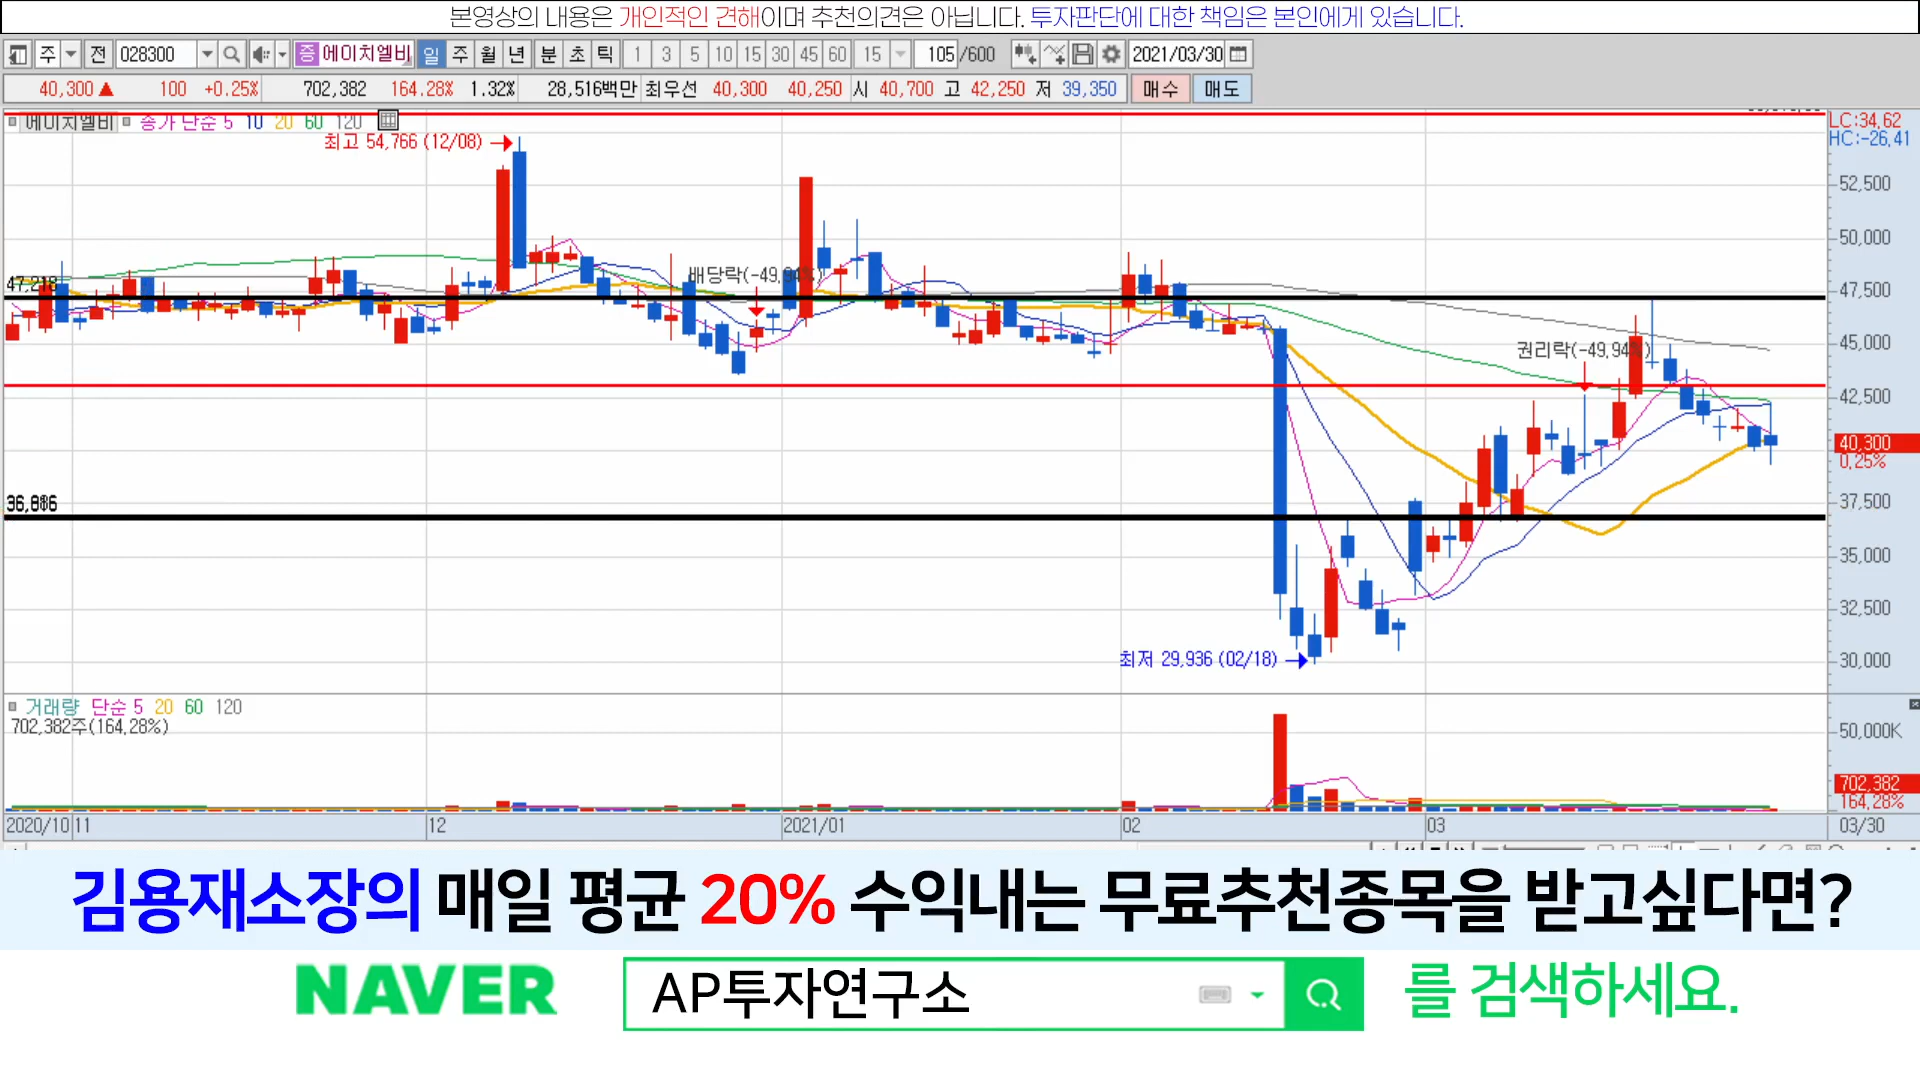 본영상의 내용은 개인적인 견해이며 추천의견은 아닙니다. 투자판단에 대한 책임은 본인에게 있습니다.
주 전 028300 증 에이치엘비 일 주 월 년 분 초 틱 1 3 5 10 15 30 45 60 15 105 /600 2021/03/30
40,300 ▲ 100 +0.25% 702,382 164.28% 1.32% 28,516백만 최우선 40,300 40,250 시 40,700 고 42,250 저 39,350 매수 매도
에이치엘비 종가 단순 5 10 20 60 120
LC:34,62
HC:-26,41
최고 54,766 (12/08)
52,500
50,000
배당락(-49,94%)
47,218
47,500
45,000
권리락(-49,94%)
42,500
40,300
0,25%
37,500
35,000
32,500
최저 29,936 (02/18)
30,000
거래량 단순 5 20 60 120
702,382주(164,28%)
50,000K
702,382
164,28%
2020/10 11 12 2021/01 02 03 03/30
김용재소장의 매일 평균 20% 수익내는 무료추천종목을 받고싶다면?
NAVER AP투자연구소 를 검색하세요.